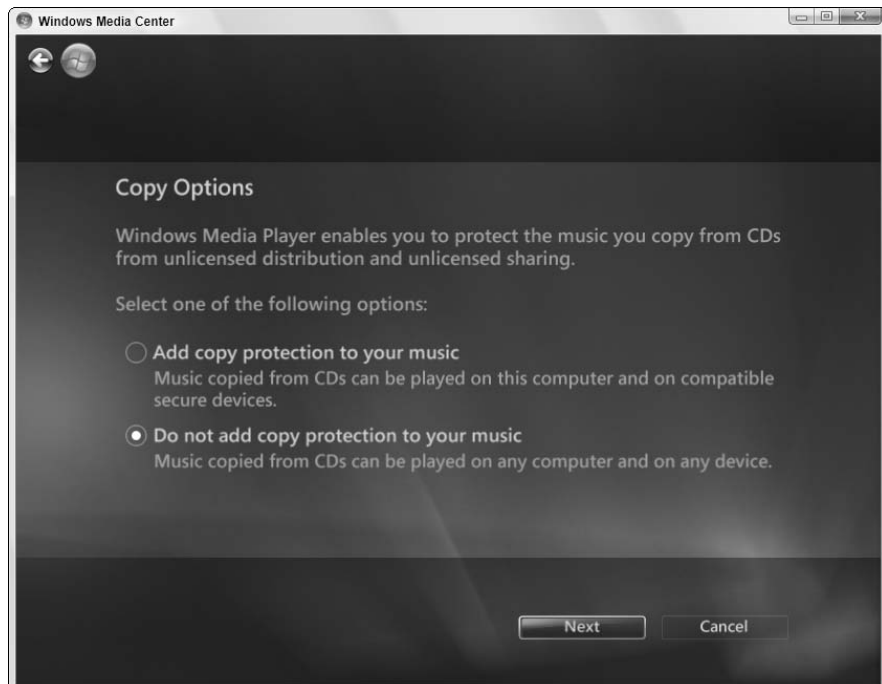 Windows Media Center
Copy Options
Windows Media Player enables you to protect the music you copy from CDs
from unlicensed distribution and unlicensed sharing.
Select one of the following options:
Add copy protection to your music
Music copied from CDs can be played on this computer and on compatible
secure devices.
Do not add copy protection to your music
Music copied from CDs can be played on any computer and on any device.
Next
Cancel